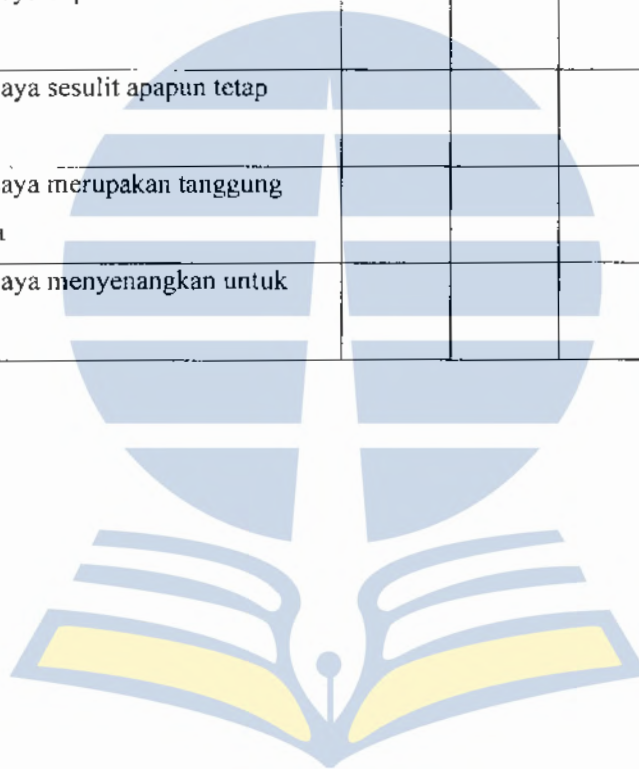 aya sesulit apapun tetap
aya merupakan tanggung
aya menyenangkan untuk